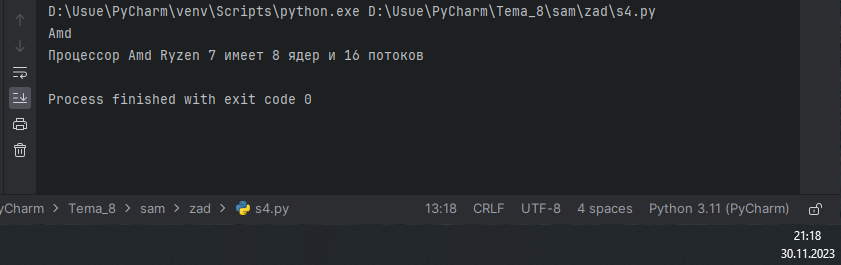 D:\Usue\PyCharm\venv\Scripts\python.exe D:\Usue\PyCharm\Tema_8\sam\zad\s4.py
Amd
Процессор Amd Ryzen 7 имеет 8 ядер и 16 потоков
Process finished with exit code 0
yCharm > Tema_8 > sam > zad > s4.py 13:18 CRLF UTF-8 4 spaces Python 3.11 (PyCharm)
21:18
30.11.2023